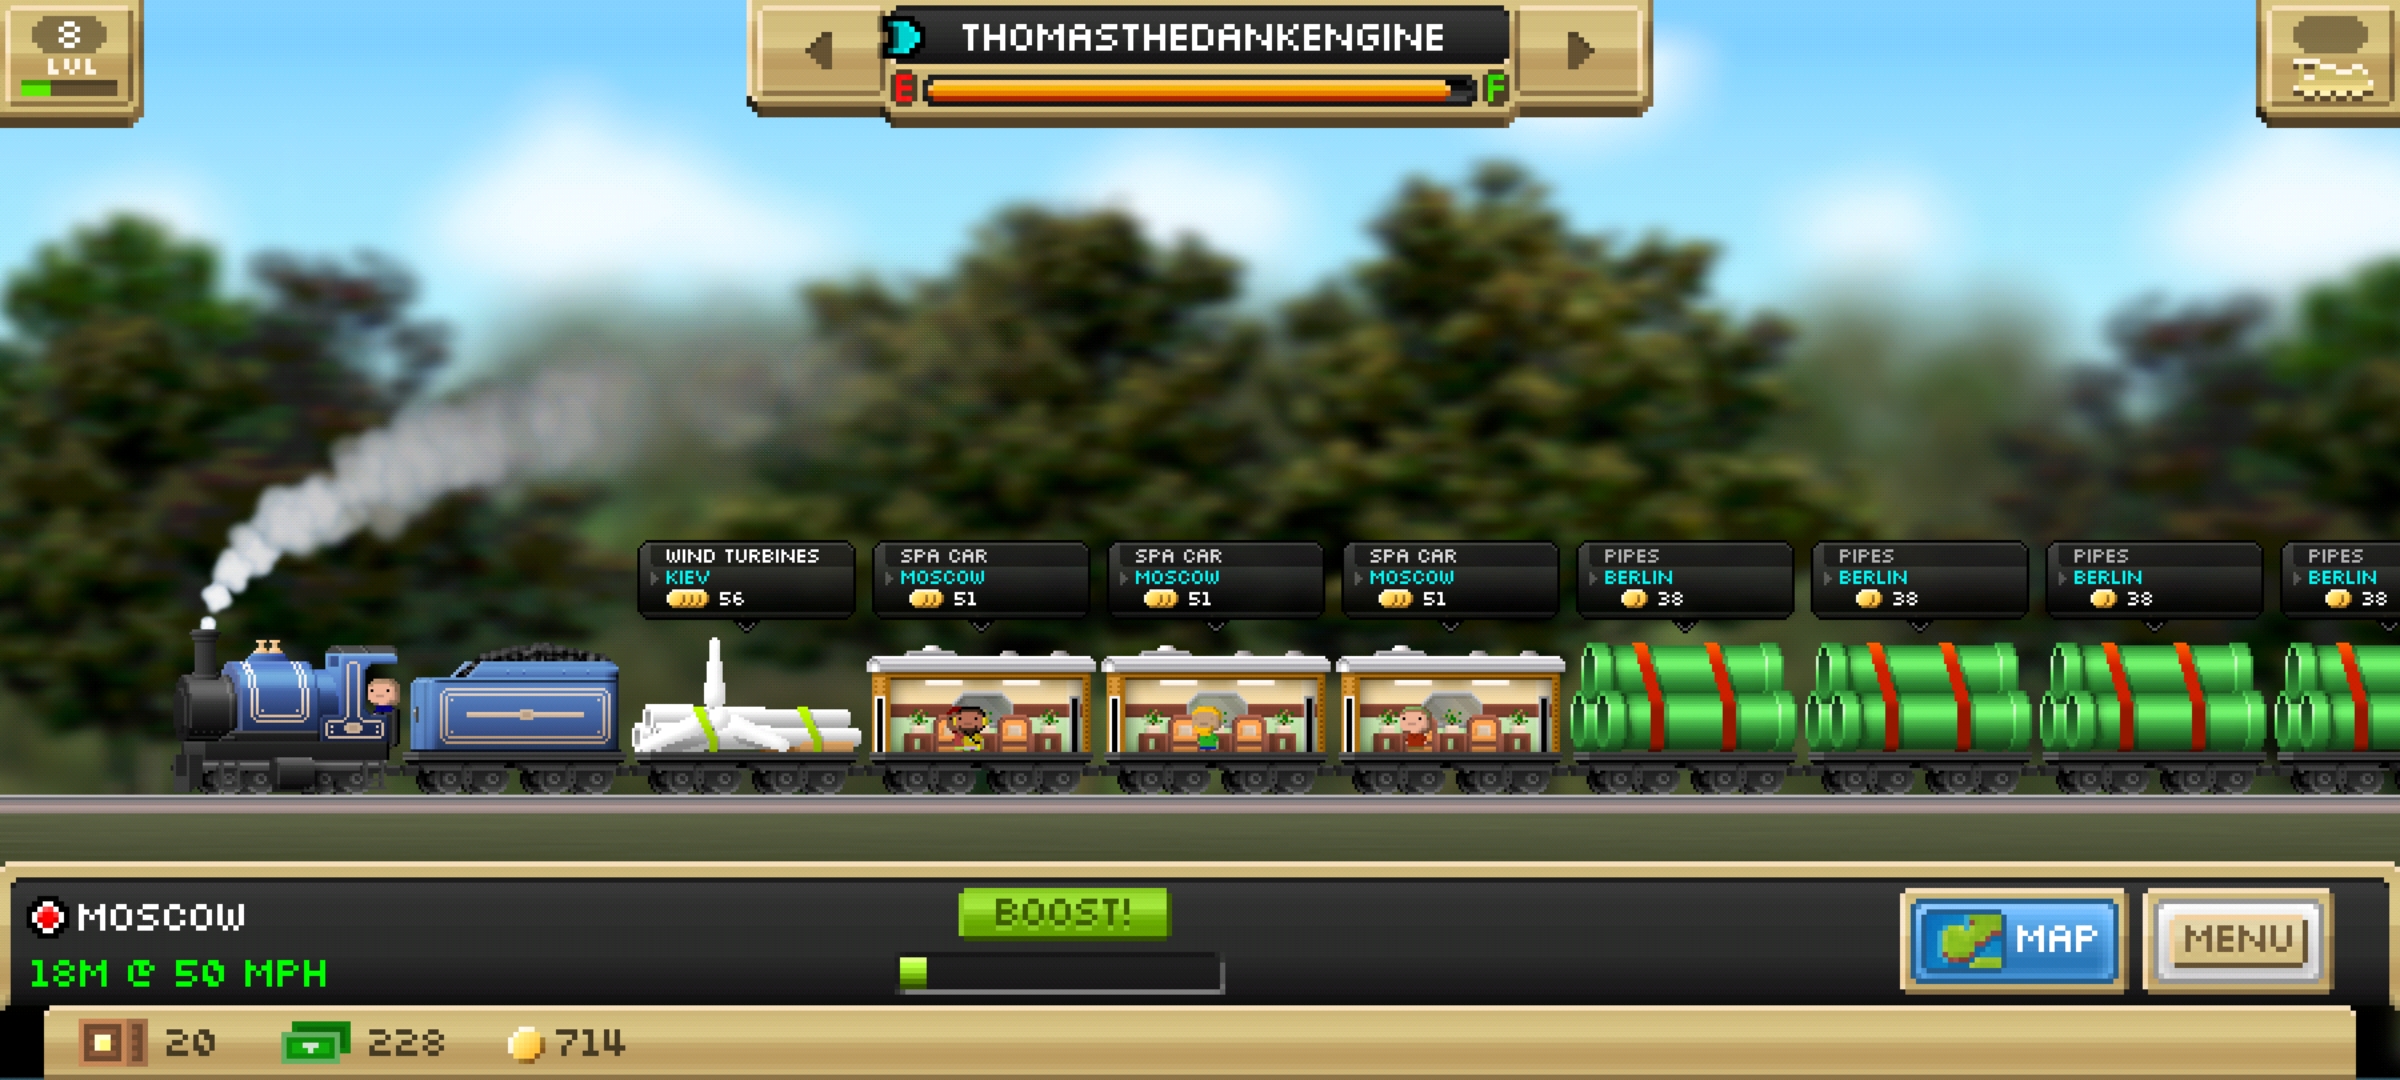 8
LVL
THOMASTHEDANKENGINE
E F
WIND TURBINES
KIEV
56
SPA CAR
MOSCOW
51
SPA CAR
MOSCOW
51
SPA CAR
MOSCOW
51
PIPES
BERLIN
38
PIPES
BERLIN
38
PIPES
BERLIN
38
PIPES
BERLIN
38
MOSCOW
18M @ 50 MPH
BOOST!
MAP
MENU
20 228 714